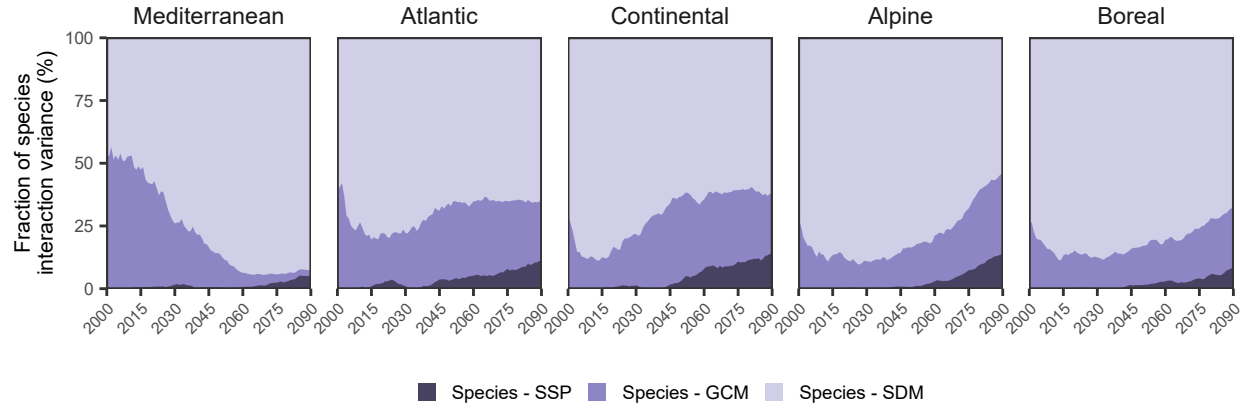 Mediterranean Atlantic Continental Alpine Boreal
Fraction of species
interaction variance (%)
100
75
50
25
0
2000 2015 2030 2045 2060 2075 2090 2000 2015 2030 2045 2060 2075 2090 2000 2015 2030 2045 2060 2075 2090 2000 2015 2030 2045 2060 2075 2090 2000 2015 2030 2045 2060 2075 2090
Species - SSP Species - GCM Species - SDM